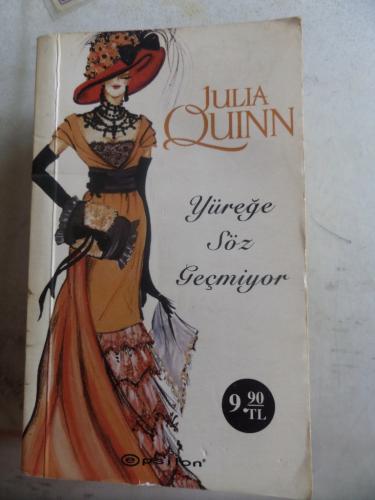 JULIA
QUINN
Yüreğe
Söz
Geçmiyor
9.90
TL
epsilon